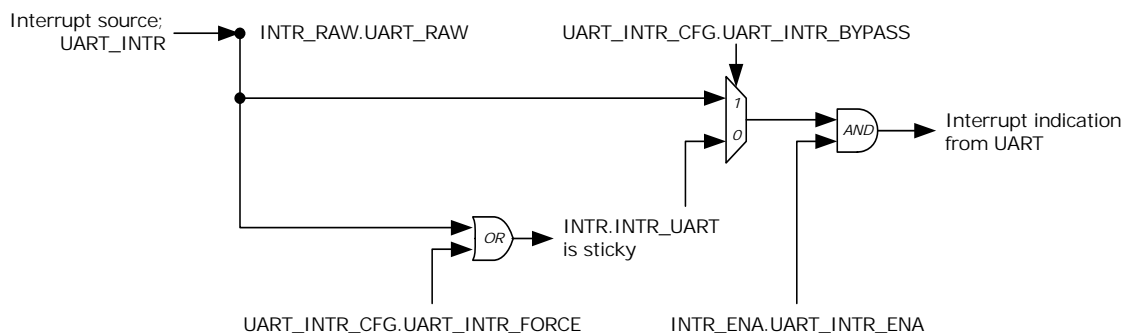 Interrupt source;
UART_INTR
INTR_RAW.UART_RAW
UART_INTR_CFG.UART_INTR_BYPASS
1
0
AND
Interrupt indication
from UART
OR
INTR.INTR_UART
is sticky
UART_INTR_CFG.UART_INTR_FORCE
INTR_ENA.UART_INTR_ENA